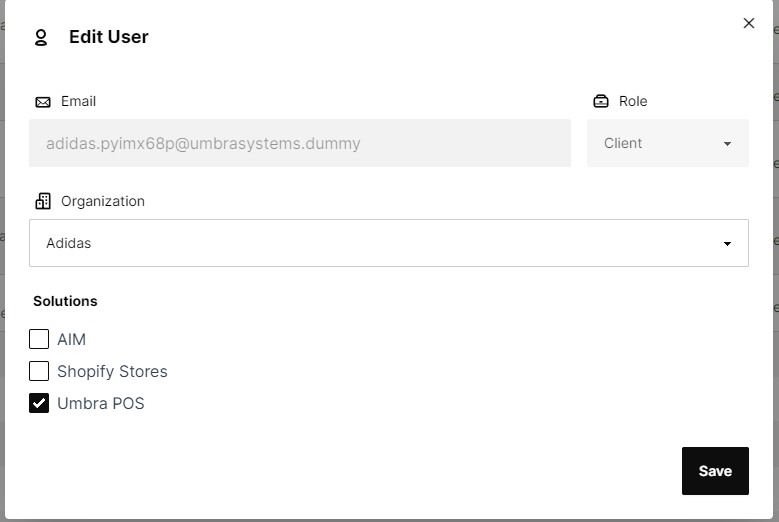 Edit User
Email
Role
adidas.pyimx68p@umbrasystems.dummy
Client
Organization
Adidas
Solutions
AIM
Shopify Stores
Umbra POS
Save